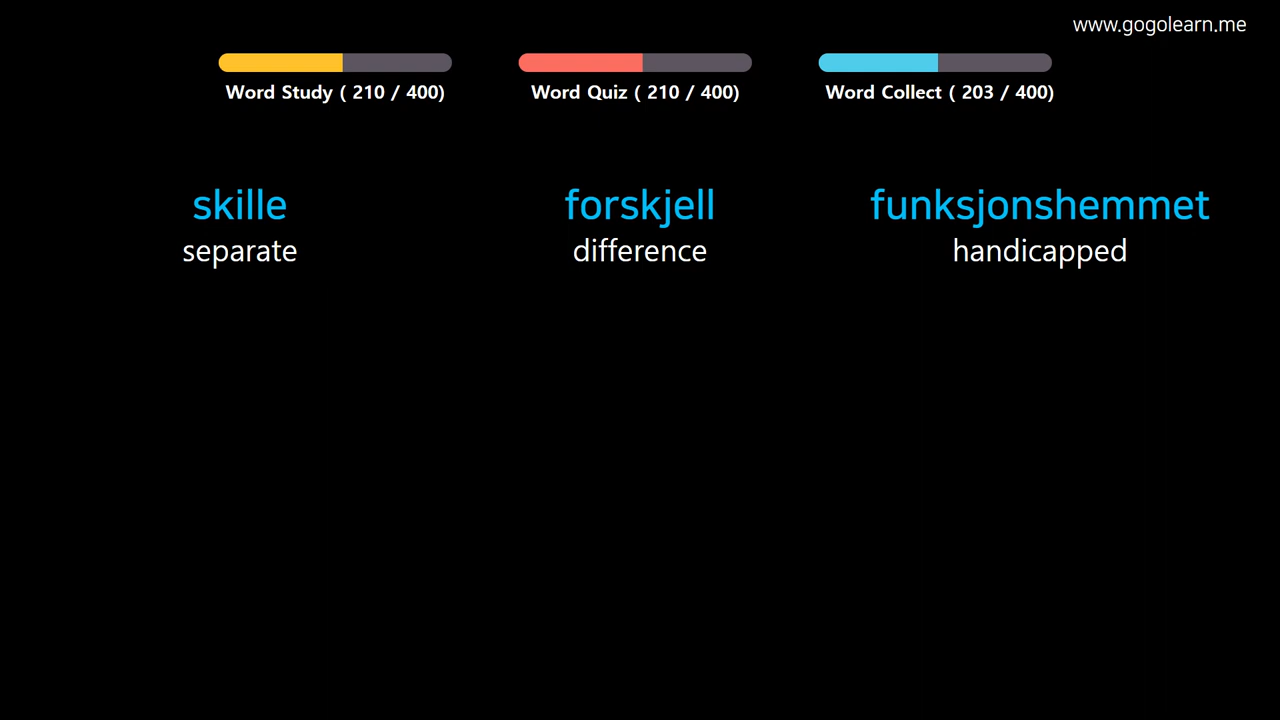 www.gogolearn.me
Word Study ( 210 / 400)
Word Quiz ( 210 / 400)
Word Collect ( 203 / 400)
skille
separate
forskjell
difference
funksjonshemmet
handicapped